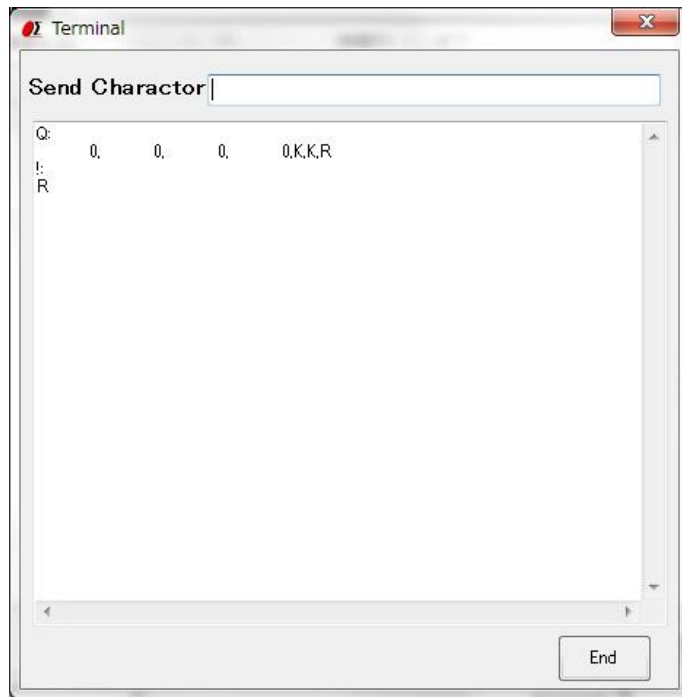 Terminal
Send Charactor
Q:
0, 0, 0, 0,K,K,R
!:
R
End